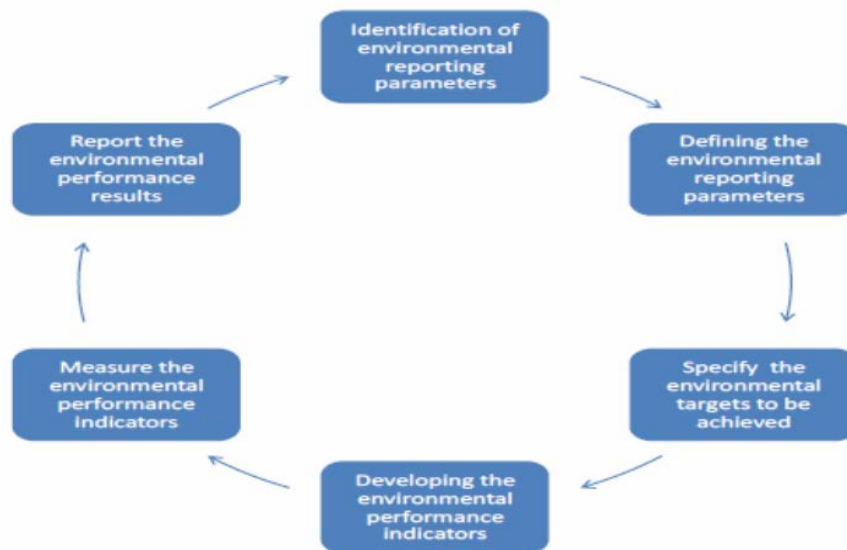 Identification of
environmental
reporting
parameters
Defining the
environmental
reporting
parameters
Specify the
environmental
targets to be
achieved
Developing the
environmental
performance
indicators
Measure the
environmental
performance
indicators
Report the
environmental
performance
results